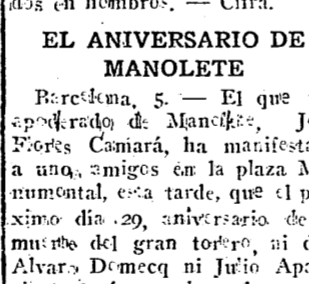 dos en hombros. — Cifra.
EL ANIVERSARIO DE
MANOLETE
Barcelona, 5. — El que
apoderado de Manolete, J
Flores Camará, ha manifesta
a unos amigos en la plaza M
numental, esta tarde, que el p
ximo día 29, aniversario de
muerte del gran torero, ni d
Alvaro Domecq ni Julio Apa